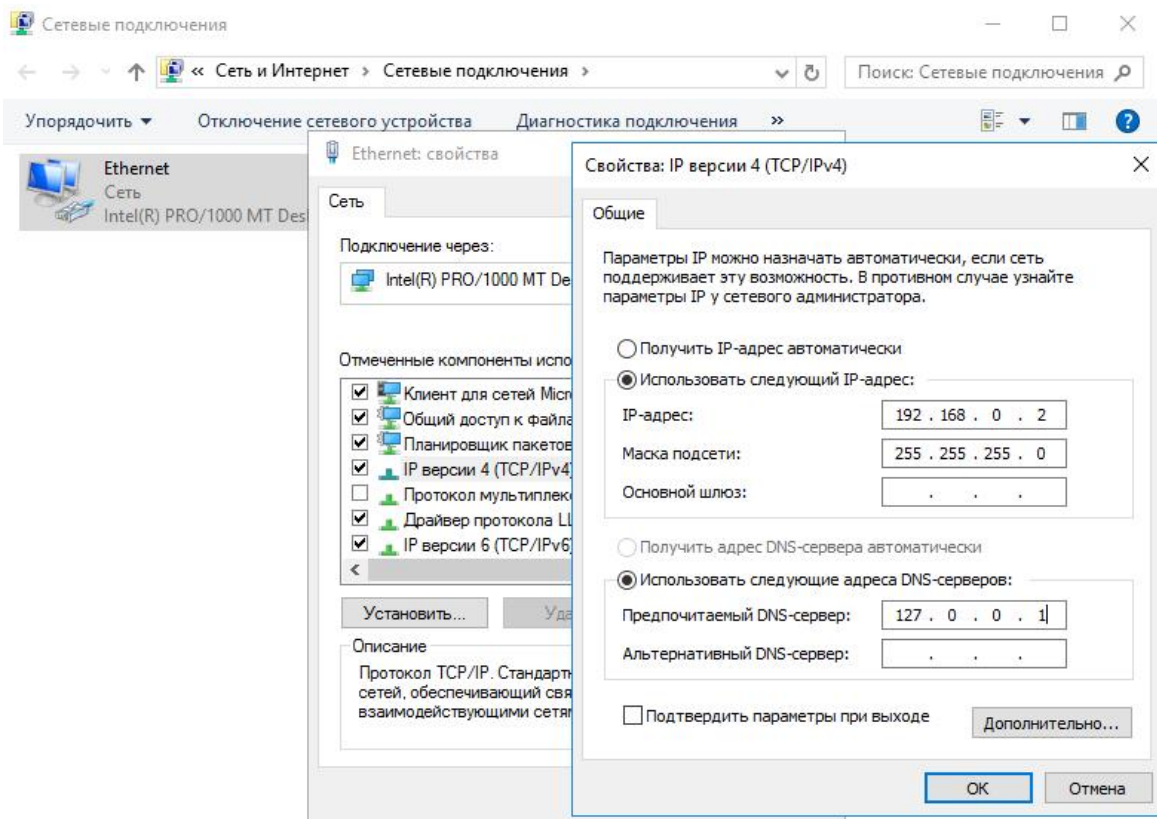 Сетевые подключения
« Сеть и Интернет > Сетевые подключения >
Поиск: Сетевые подключения
Упорядочить
Отключение сетевого устройства
Диагностика подключения
»
Ethernet
Сеть
Intel(R) PRO/1000 MT Des
Ethernet: свойства
Сеть
Подключение через:
Intel(R) PRO/1000 MT De
Отмеченные компоненты испо
Клиент для сетей Micr
Общий доступ к файла
Планировщик пакетов
IP версии 4 (TCP/IPv4)
Протокол мультиплек
Драйвер протокола LL
IP версии 6 (TCP/IPv6)
Установить...
Уда
Описание
Протокол TCP/IP. Стандартн
сетей, обеспечивающий свя
взаимодействующими сетям
Свойства: IP версии 4 (TCP/IPv4)
Общие
Параметры IP можно назначать автоматически, если сеть
поддерживает эту возможность. В противном случае узнайте
параметры IP у сетевого администратора.
Получить IP-адрес автоматически
Использовать следующий IP-адрес:
IP-адрес: 192 . 168 . 0 . 2
Маска подсети: 255 . 255 . 255 . 0
Основной шлюз: . . .
Получить адрес DNS-сервера автоматически
Использовать следующие адреса DNS-серверов:
Предпочитаемый DNS-сервер: 127 . 0 . 0 . 1
Альтернативный DNS-сервер: . . .
Подтвердить параметры при выходе
Дополнительно...
ОК
Отмена